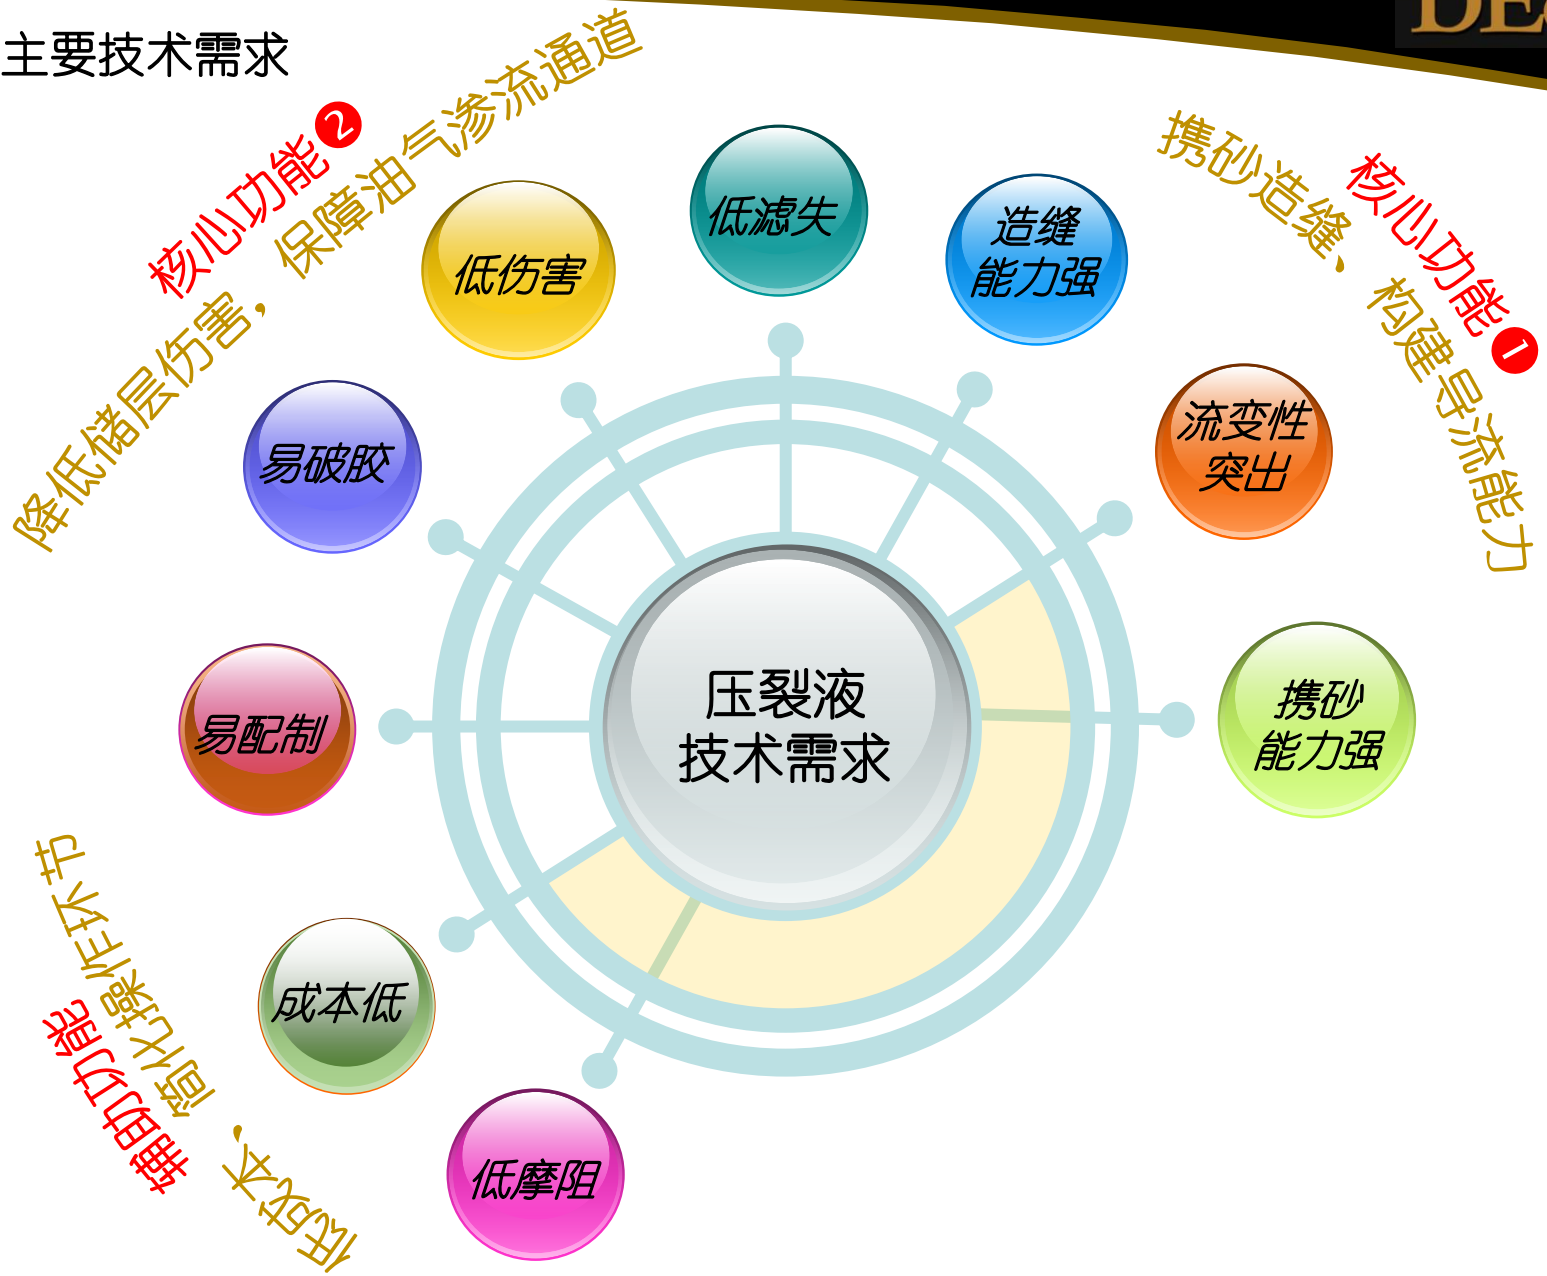 DES
主要技术需求
核心功能❷
降低储层伤害，保障油气渗流通道
核心功能❶
携砂造缝、构建导流能力
低滤失
造缝
能力强
低伤害
流变性
突出
易破胶
携砂
能力强
压裂液
技术需求
易配制
成本低
低摩阻
辅助功能
低成本、简化操作环节